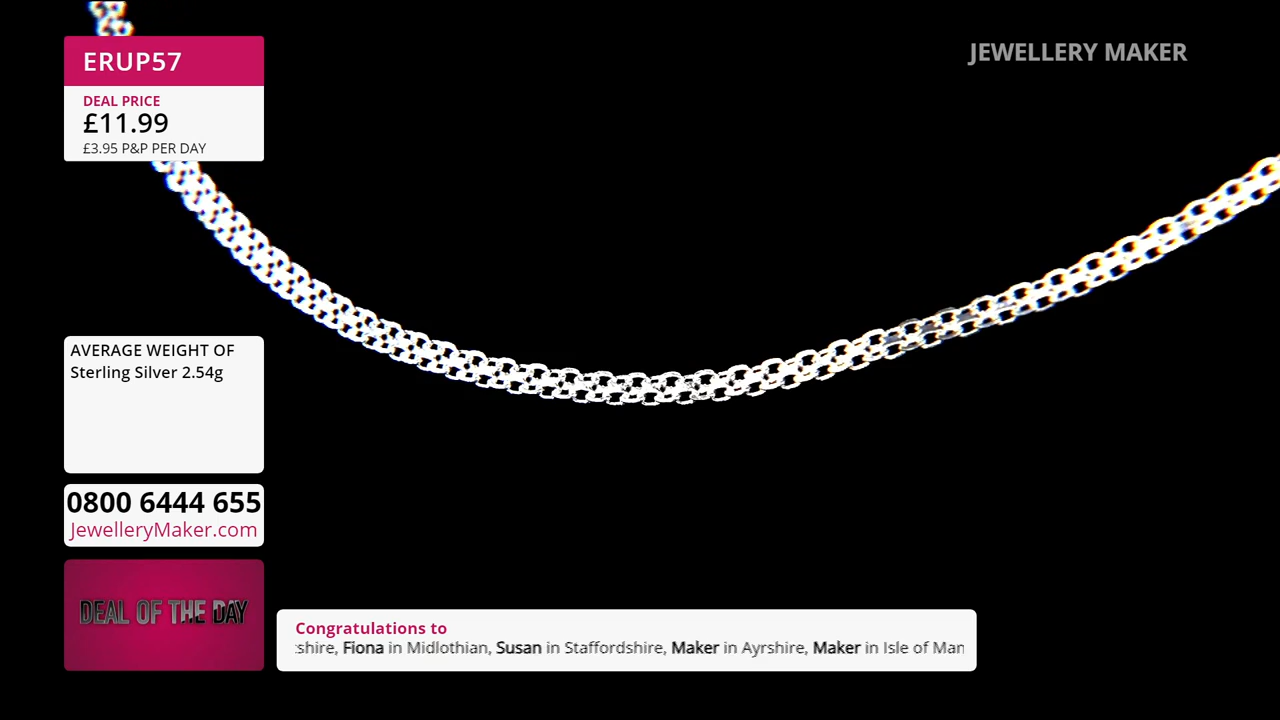 ERUP57
JEWELLERY MAKER
DEAL PRICE
£11.99
£3.95 P&P PER DAY
AVERAGE WEIGHT OF
Sterling Silver 2.54g
0800 6444 655
JewelleryMaker.com
DEAL OF THE DAY
Congratulations to
shire, Fiona in Midlothian, Susan in Staffordshire, Maker in Ayrshire, Maker in Isle of Man